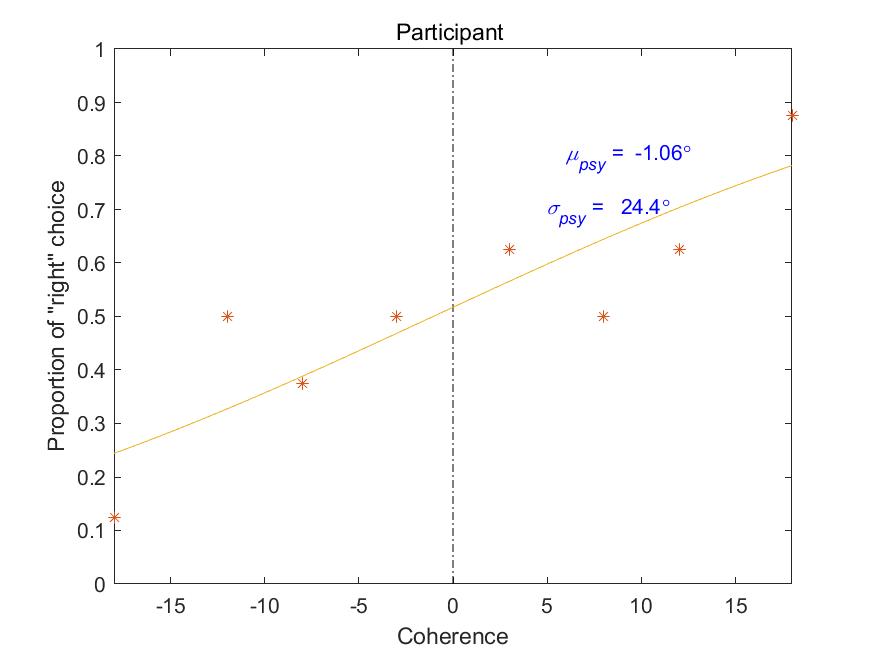 Participant
1
0.9
0.8
0.7
0.6
0.5
0.4
0.3
0.2
0.1
0
Proportion of "right" choice
μpsy = -1.06°
σpsy = 24.4°
-15 -10 -5 0 5 10 15
Coherence